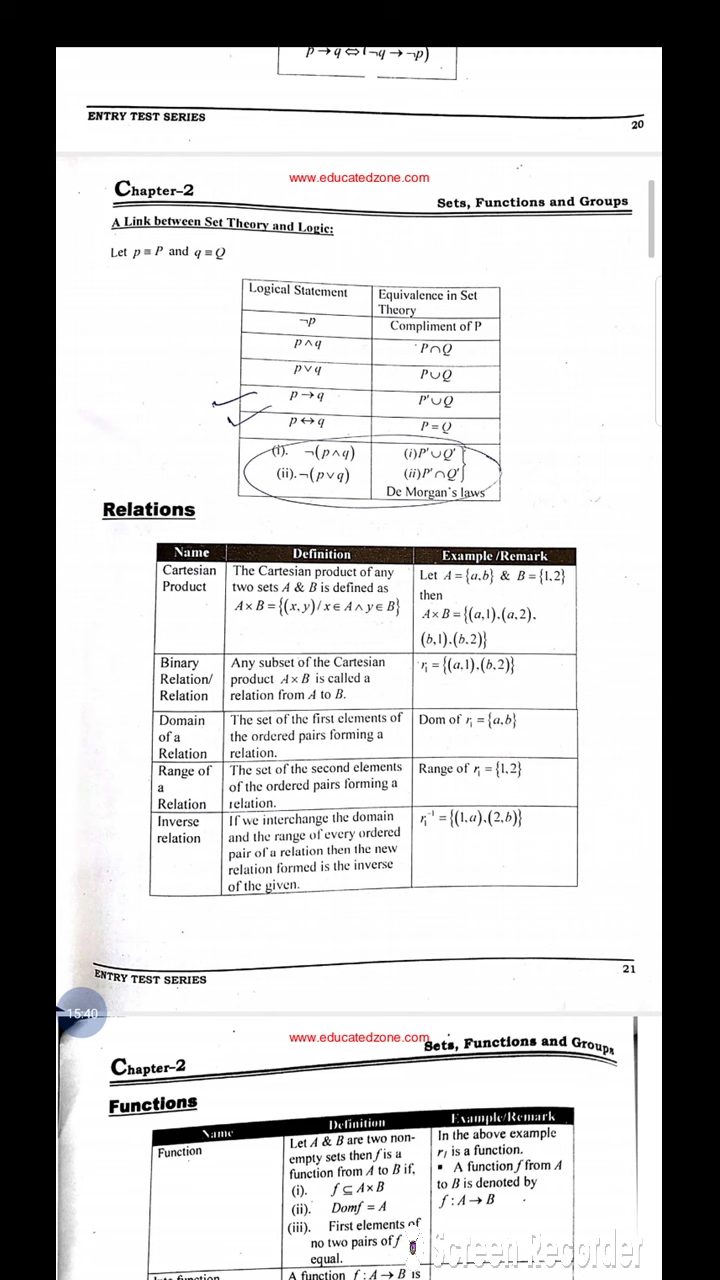 p → q ⇔ (¬q → ¬p)
ENTRY TEST SERIES
20
www.educatedzone.com
Chapter–2
Sets, Functions and Groups
A Link between Set Theory and Logic:
Let p ≡ P and q ≡ Q
Logical Statement
Equivalence in Set
Theory
¬p
Compliment of P
p ∧ q
P∩Q
p ∨ q
P∪Q
p → q
P'∪Q
p ↔ q
P = Q
(i). ¬(p∧q)
(i)P'∪Q'
(ii).¬(p∨q)
(ii)P'∩Q'
De Morgan's laws
Relations
Name
Definition
Example /Remark
Cartesian
Product
The Cartesian product of any
two sets A & B is defined as
A×B = {(x,y)/x∈A∧y∈B}
Let A = {a,b} & B = {1,2}
then
A×B = {(a,1),(a,2),
(b,1),(b,2)}
Binary
Relation/
Relation
Any subset of the Cartesian
product A×B is called a
relation from A to B.
r₁ = {(a,1),(b,2)}
Domain
of a
Relation
The set of the first elements of
the ordered pairs forming a
relation.
Dom of r₁ = {a,b}
Range of
a
Relation
The set of the second elements
of the ordered pairs forming a
relation.
Range of r₁ = {1,2}
Inverse
relation
If we interchange the domain
and the range of every ordered
pair of a relation then the new
relation formed is the inverse
of the given.
r₁⁻¹ = {(1,a),(2,b)}
ENTRY TEST SERIES
21
15:40
www.educatedzone.com
Chapter–2
Sets, Functions and Groups
Functions
Name
Definition
Example/Remark
Function
Let A & B are two non-
empty sets then f is a
function from A to B if,
(i). f ⊆ A×B
(ii). Domf = A
(iii). First elements of
no two pairs of f
equal.
In the above example
r₁ is a function.
▪ A function f from A
to B is denoted by
f : A → B
Into function
A function f : A → B is
Screen Recorder